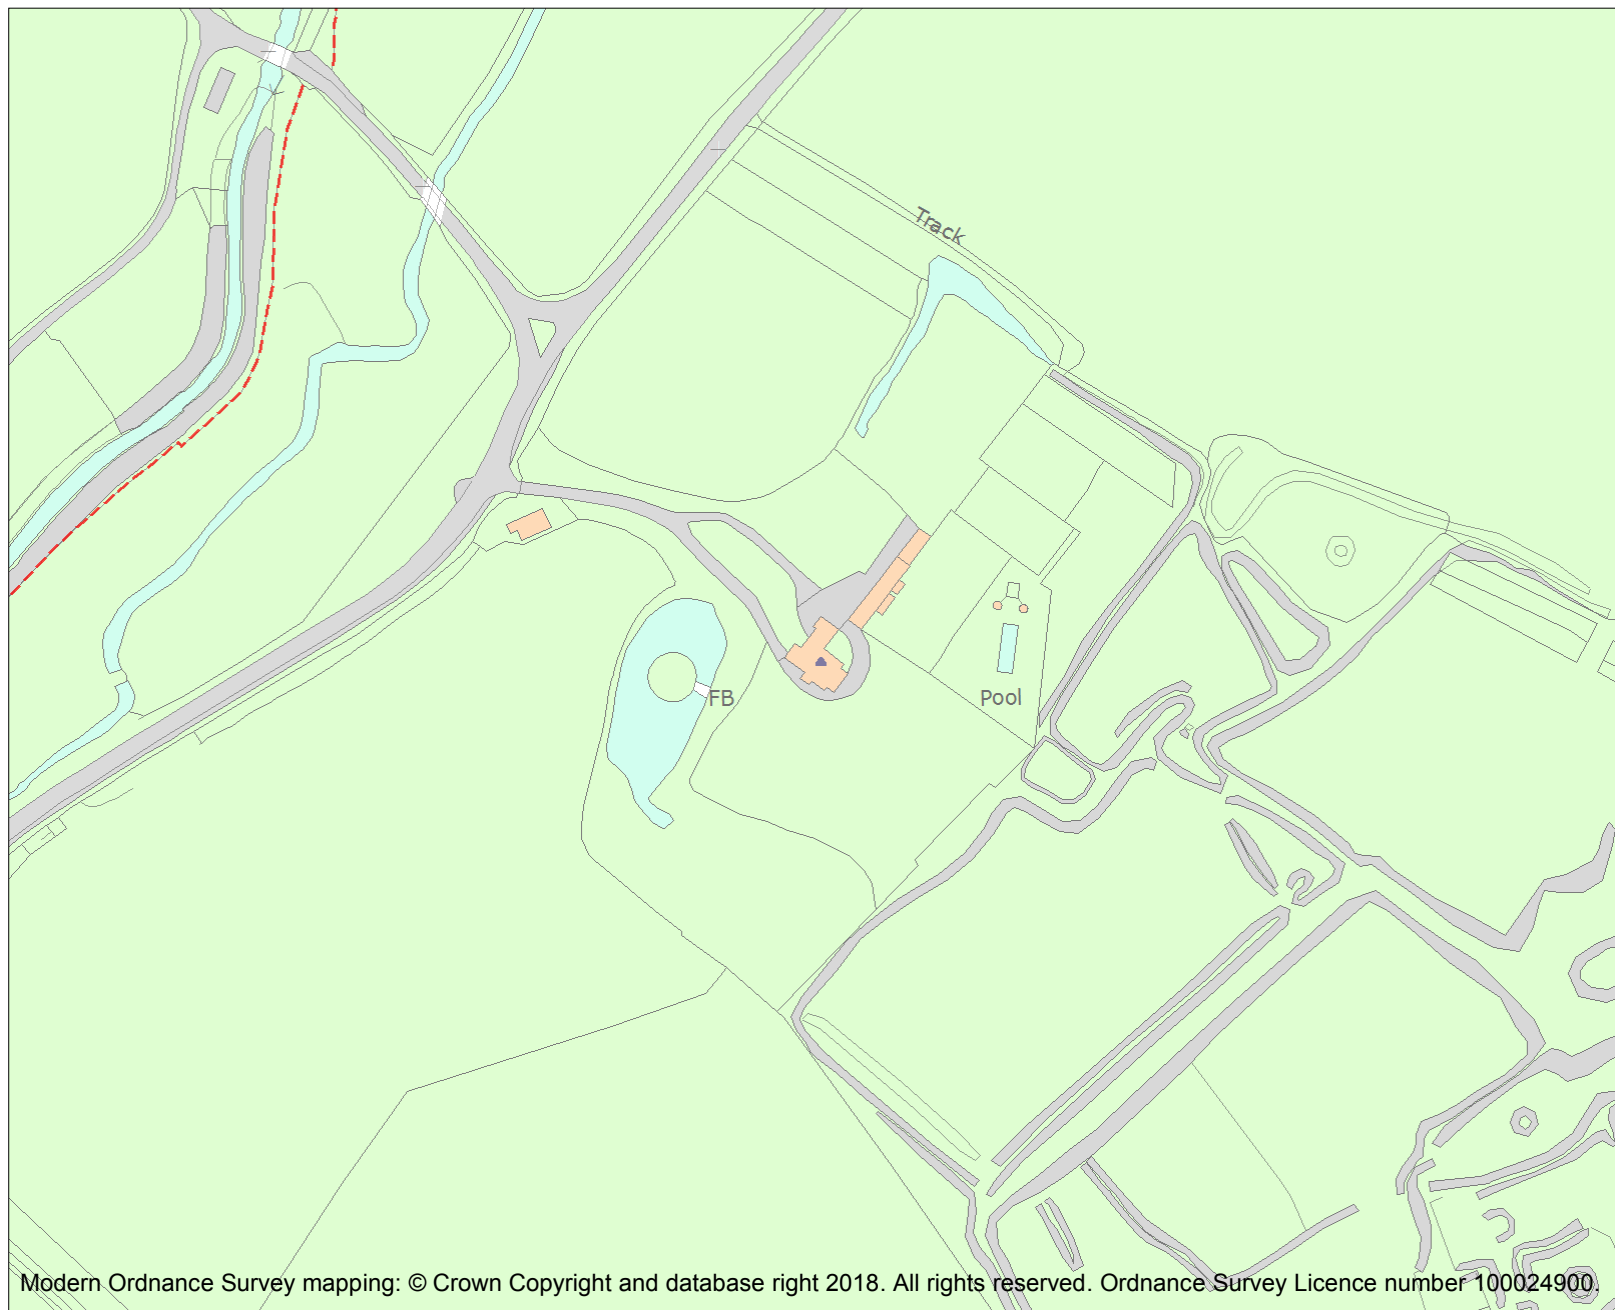 Track
FB
Pool
Modern Ordnance Survey mapping: © Crown Copyright and database right 2018. All rights reserved. Ordnance Survey Licence number 100024900.